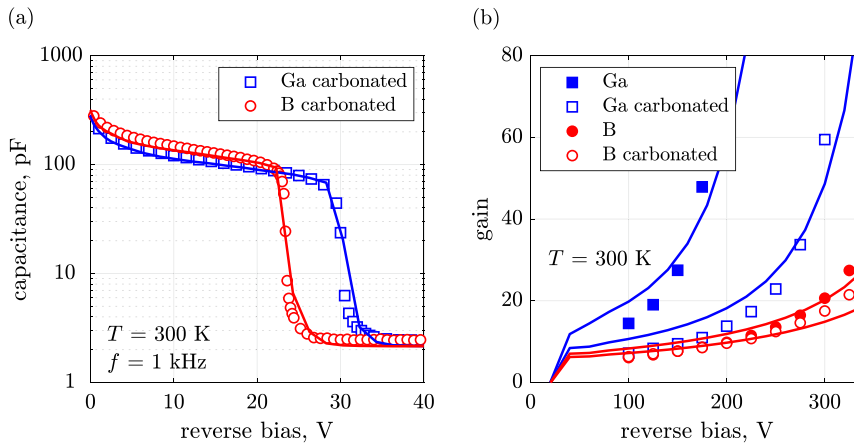 (a)
1000
100
10
1
capacitance, pF
Ga carbonated
B carbonated
T = 300 K
f = 1 kHz
0
10
20
30
40
reverse bias, V
(b)
80
60
40
20
0
gain
Ga
Ga carbonated
B
B carbonated
T = 300 K
100
200
300
reverse bias, V